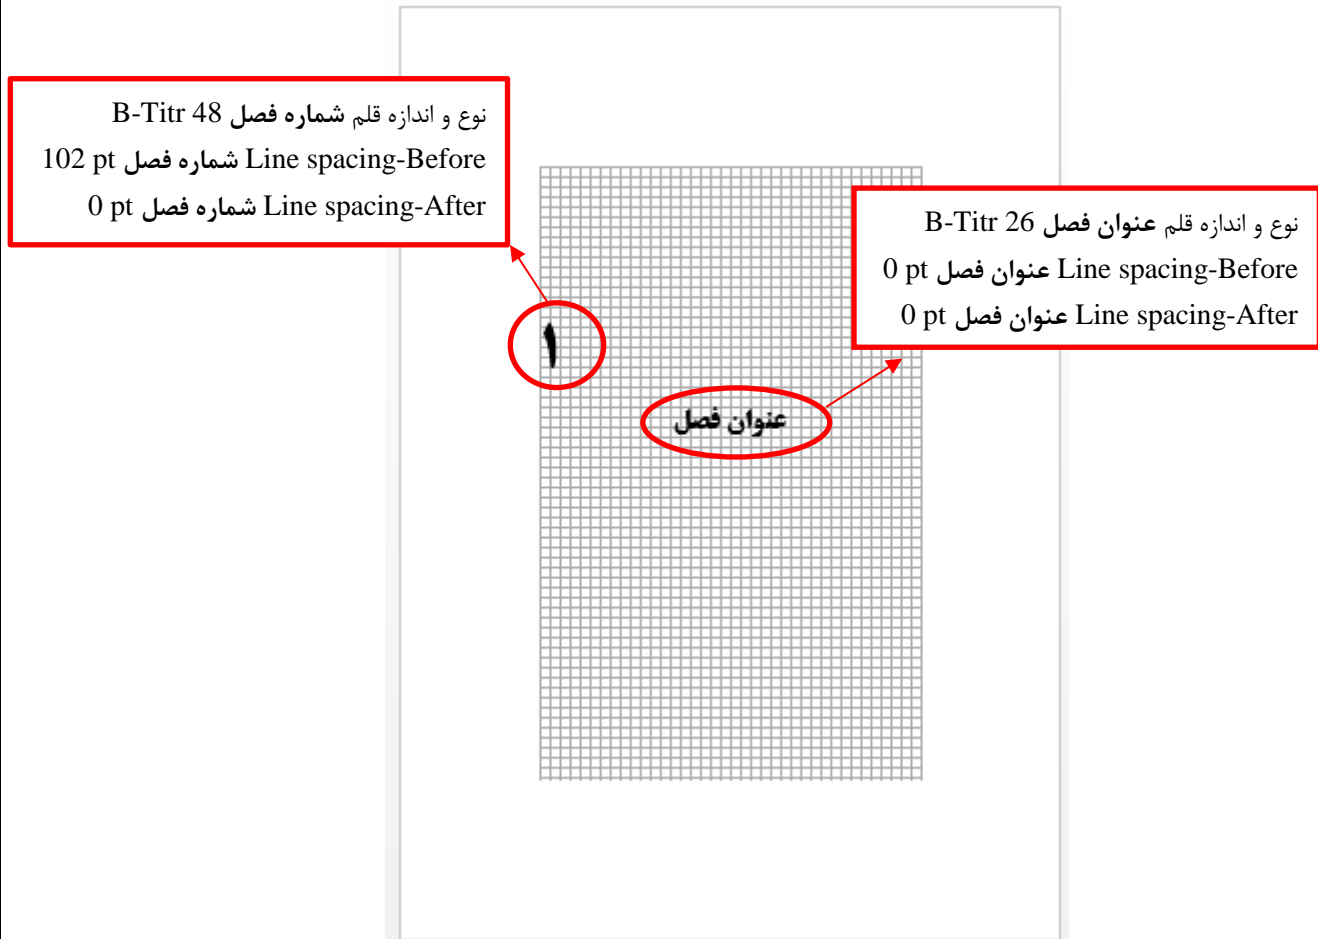 نوع و اندازه قلم شماره فصل B-Titr 48
Line spacing-Before شماره فصل 102 pt
Line spacing-After شماره فصل 0 pt
نوع و اندازه قلم عنوان فصل B-Titr 26
Line spacing-Before عنوان فصل 0 pt
Line spacing-After عنوان فصل 0 pt
۱
عنوان فصل